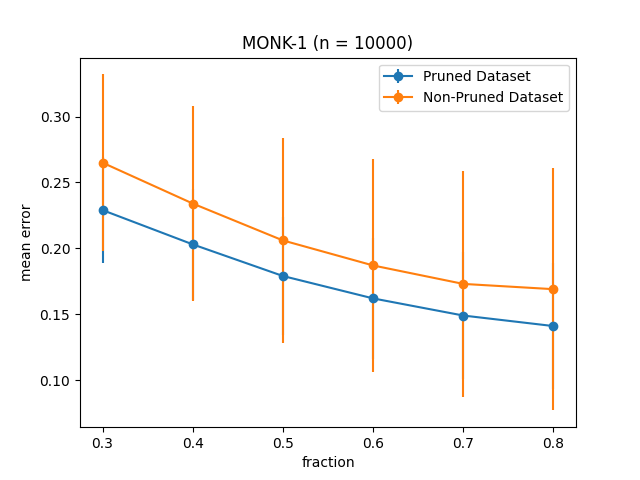 MONK-1 (n = 10000)
Pruned Dataset
Non-Pruned Dataset
mean error
0.30
0.25
0.20
0.15
0.10
0.3 0.4 0.5 0.6 0.7 0.8
fraction